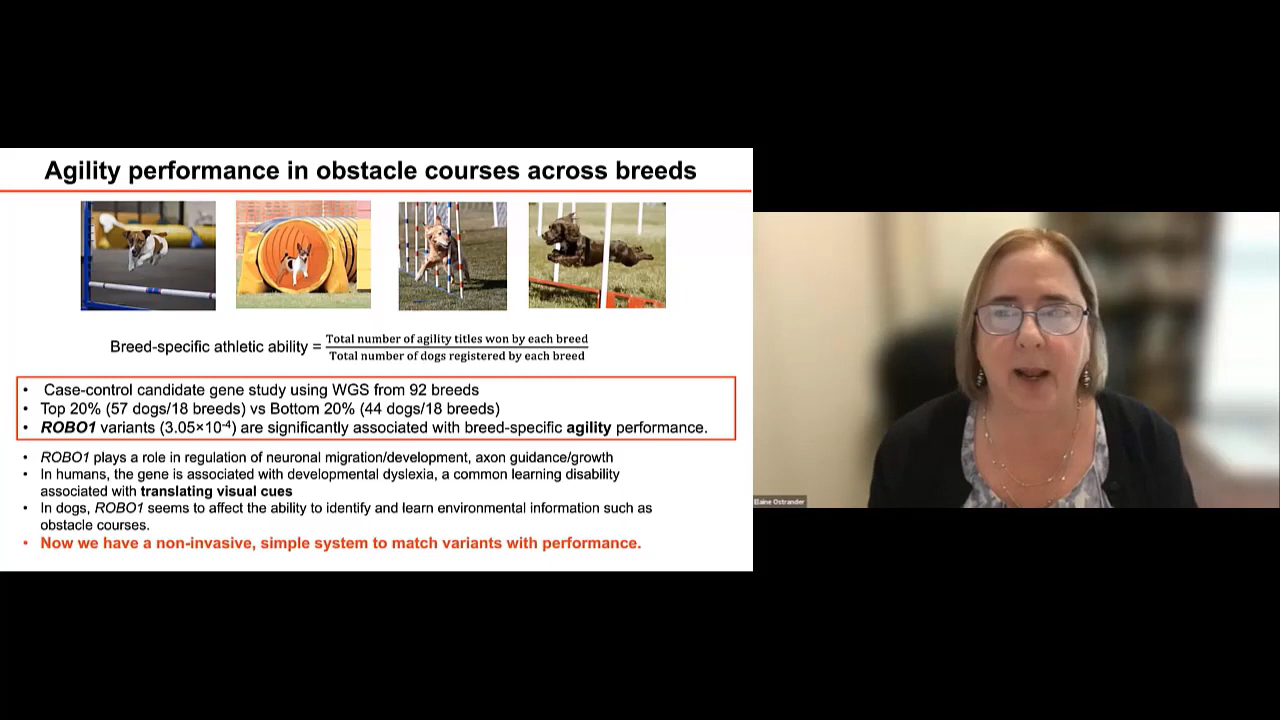 Agility performance in obstacle courses across breeds
Breed-specific athletic ability = Total number of agility titles won by each breed
Total number of dogs registered by each breed
• Case-control candidate gene study using WGS from 92 breeds
• Top 20% (57 dogs/18 breeds) vs Bottom 20% (44 dogs/18 breeds)
• ROBO1 variants (3.05×10⁻⁴) are significantly associated with breed-specific agility performance.
• ROBO1 plays a role in regulation of neuronal migration/development, axon guidance/growth
• In humans, the gene is associated with developmental dyslexia, a common learning disability
associated with translating visual cues
• In dogs, ROBO1 seems to affect the ability to identify and learn environmental information such as
obstacle courses.
• Now we have a non-invasive, simple system to match variants with performance.
Elaine Ostrander